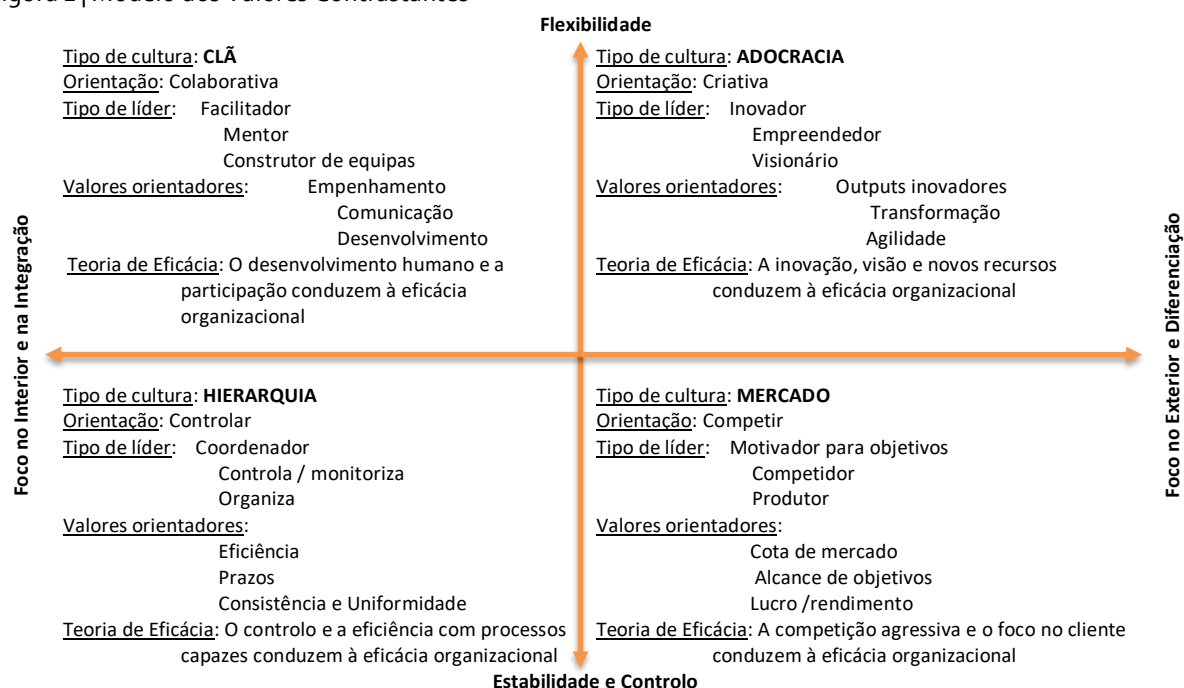 Modelo dos Valores Contrastantes
Flexibilidade
Tipo de cultura: CLÃ
Orientação: Colaborativa
Tipo de líder: Facilitador
Mentor
Construtor de equipas
Valores orientadores: Empenhamento
Comunicação
Desenvolvimento
Teoria de Eficácia: O desenvolvimento humano e a
participação conduzem à eficácia
organizacional
Tipo de cultura: ADOCRACIA
Orientação: Criativa
Tipo de líder: Inovador
Empreendedor
Visionário
Valores orientadores: Outputs inovadores
Transformação
Agilidade
Teoria de Eficácia: A inovação, visão e novos recursos
conduzem à eficácia organizacional
Foco no Interior e na Integração
Foco no Exterior e Diferenciação
Tipo de cultura: HIERARQUIA
Orientação: Controlar
Tipo de líder: Coordenador
Controla / monitoriza
Organiza
Valores orientadores:
Eficiência
Prazos
Consistência e Uniformidade
Teoria de Eficácia: O controlo e a eficiência com processos
capazes conduzem à eficácia organizacional
Tipo de cultura: MERCADO
Orientação: Competir
Tipo de líder: Motivador para objetivos
Competidor
Produtor
Valores orientadores:
Cota de mercado
Alcance de objetivos
Lucro /rendimento
Teoria de Eficácia: A competição agressiva e o foco no cliente
conduzem à eficácia organizacional
Estabilidade e Controlo